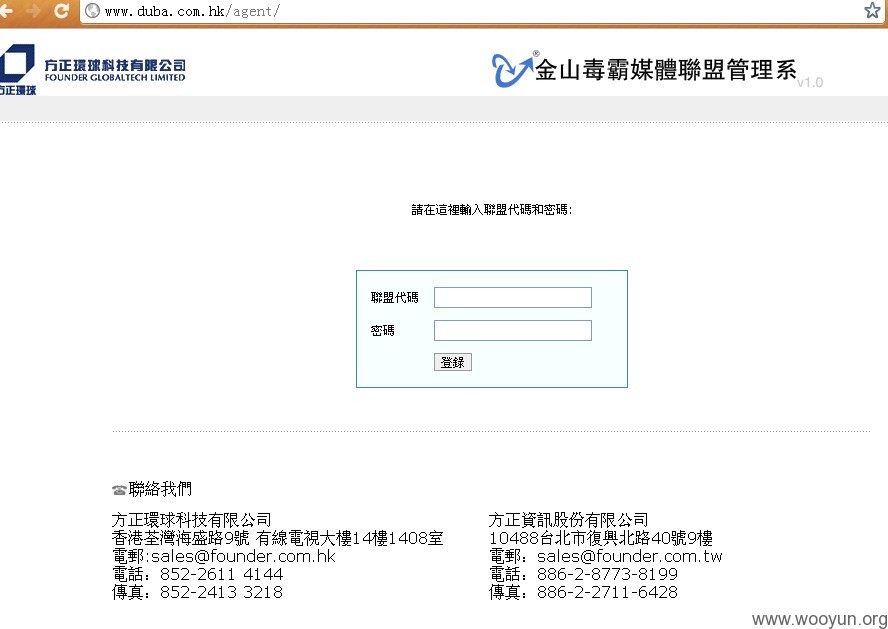 www.duba.com.hk/agent/
方正環球科技有限公司
FOUNDER GLOBALTECH LIMITED
方正環球
®
金山毒霸媒體聯盟管理系
v1.0
請在這裡輸入聯盟代碼和密碼:
聯盟代碼
密碼
登錄
聯絡我們
方正環球科技有限公司
香港荃灣海盛路9號 有線電視大樓14樓1408室
電郵:sales@founder.com.hk
電話：852-2611 4144
傳真：852-2413 3218
方正資訊股份有限公司
10488台北市復興北路40號9樓
電郵：sales@founder.com.tw
電話：886-2-8773-8199
傳真：886-2-2711-6428
www.wooyun.org